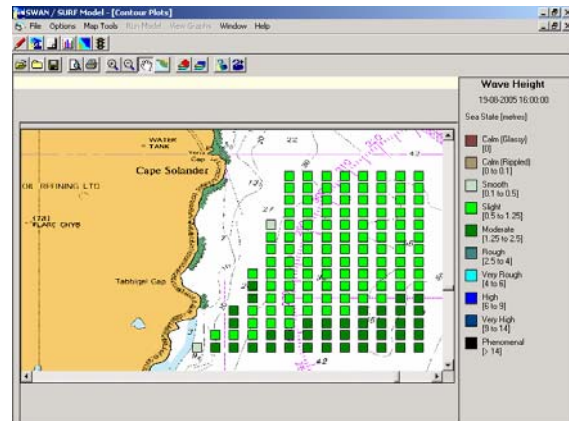 SWAN / SURF Model - [Contour Plots]
File Options Map Tools Run Model View Graphs Window Help
Wave Height
19-08-2005 16:00:00
Sea State (metres)
Calm (Glassy)
[0]
Calm (Rippled)
[0 to 0.1]
Smooth
[0.1 to 0.5]
Slight
[0.5 to 1.25]
Moderate
[1.25 to 2.5]
Rough
[2.5 to 4]
Very Rough
[4 to 6]
High
[6 to 9]
Very High
[9 to 14]
Phenomenal
[> 14]
WATER
TANK
Cape Solander
OIL REFINING LTD
Tabbigai Gap
22
42
27
42